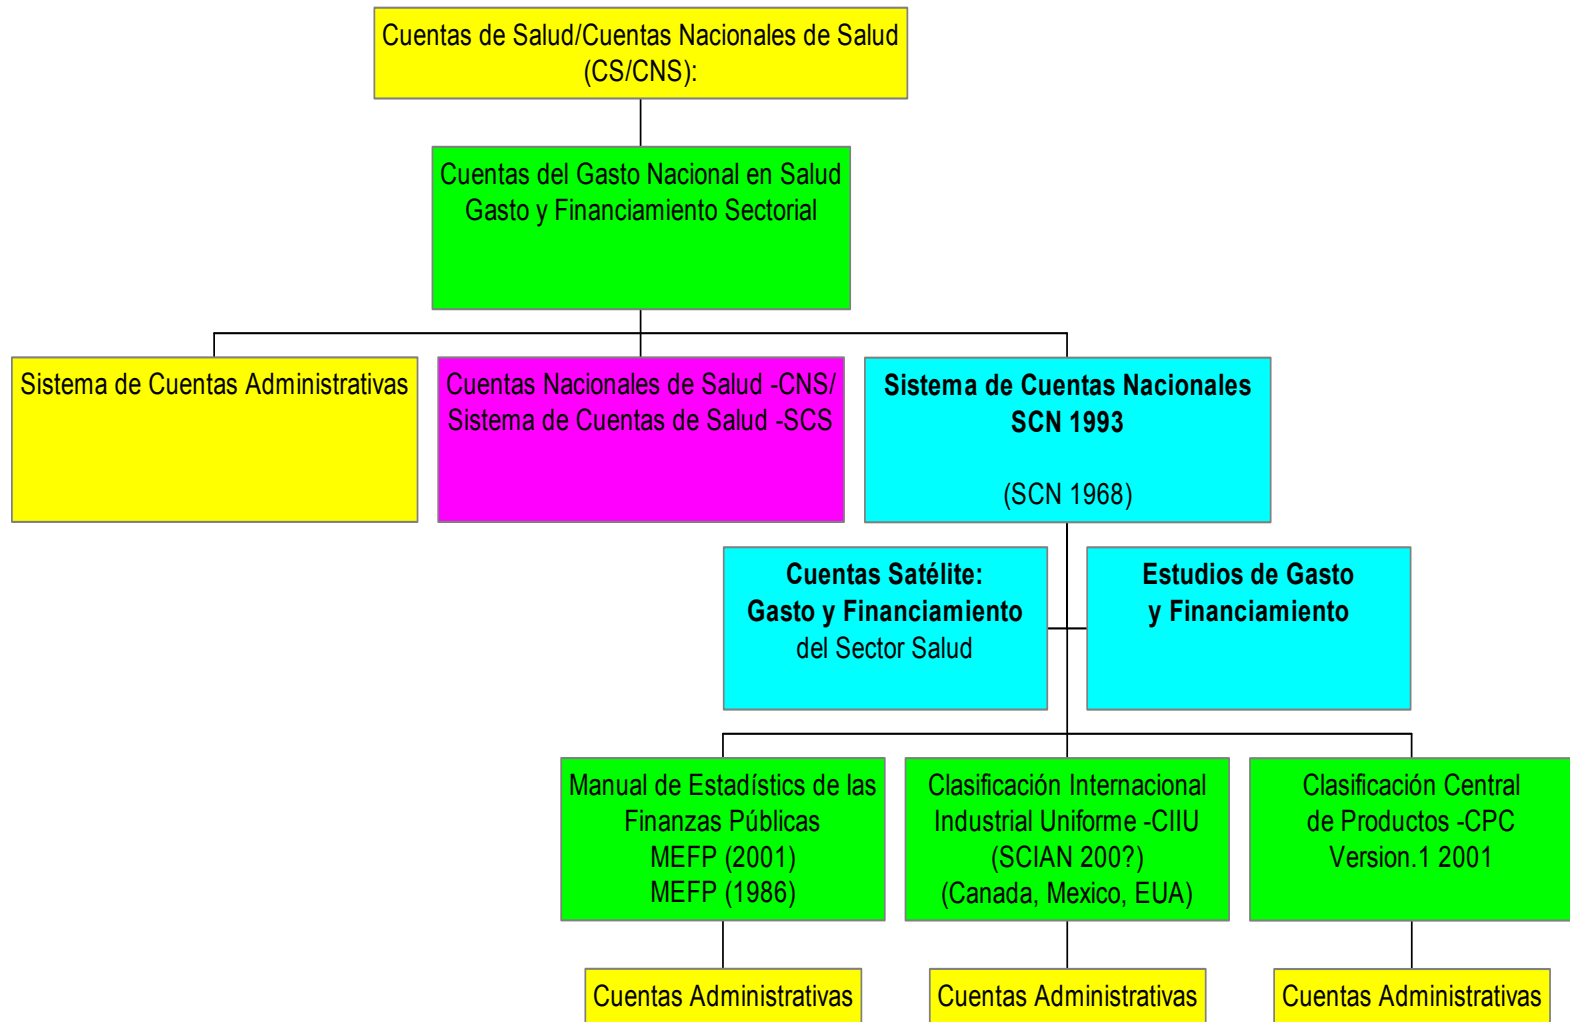 Cuentas de Salud/Cuentas Nacionales de Salud
(CS/CNS):
Cuentas del Gasto Nacional en Salud
Gasto y Financiamiento Sectorial
Sistema de Cuentas Administrativas
Cuentas Nacionales de Salud -CNS/
Sistema de Cuentas de Salud -SCS
Sistema de Cuentas Nacionales
SCN 1993
(SCN 1968)
Cuentas Satélite:
Gasto y Financiamiento
del Sector Salud
Estudios de Gasto
y Financiamiento
Manual de Estadístics de las
Finanzas Públicas
MEFP (2001)
MEFP (1986)
Clasificación Internacional
Industrial Uniforme -CIIU
(SCIAN 200?)
(Canada, Mexico, EUA)
Clasificación Central
de Productos -CPC
Version.1 2001
Cuentas Administrativas
Cuentas Administrativas
Cuentas Administrativas